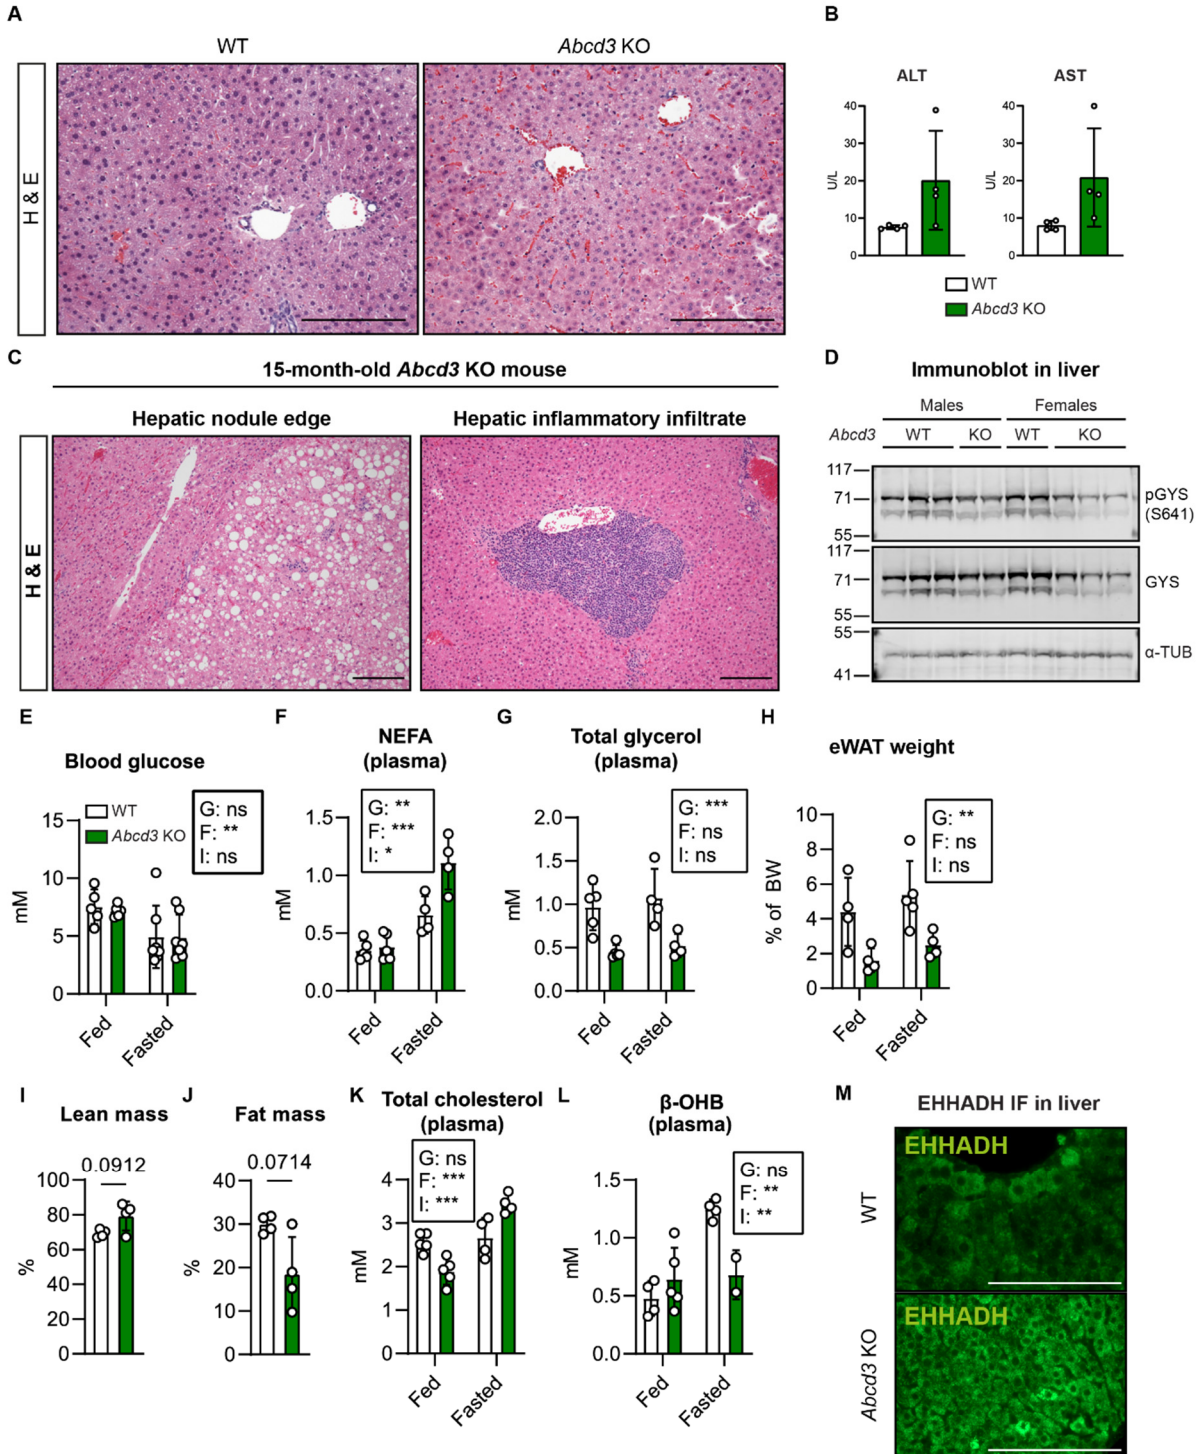 A
WT
Abcd3 KO
H & E
B
ALT
AST
40
30
20
10
0
U/L
40
30
20
10
0
U/L
WT
Abcd3 KO
C
15-month-old Abcd3 KO mouse
Hepatic nodule edge
Hepatic inflammatory infiltrate
H & E
D
Immunoblot in liver
Males
Females
Abcd3
WT
KO
WT
KO
117
71
55
pGYS
(S641)
117
71
55
GYS
55
41
α-TUB
E
Blood glucose
WT
Abcd3 KO
G: ns
F: **
I: ns
15
10
5
0
mM
Fed
Fasted
F
NEFA
(plasma)
G: **
F: ***
I: *
1.5
1.0
0.5
0.0
mM
Fed
Fasted
G
Total glycerol
(plasma)
G: ***
F: ns
I: ns
2.0
1.5
1.0
0.5
0.0
mM
Fed
Fasted
H
eWAT weight
G: **
F: ns
I: ns
10
8
6
4
2
0
% of BW
Fed
Fasted
I
Lean mass
0.0912
100
80
60
40
20
0
%
J
Fat mass
0.0714
40
30
20
10
0
%
K
Total cholesterol
(plasma)
G: ns
F: ***
I: ***
4
3
2
1
0
mM
Fed
Fasted
L
β-OHB
(plasma)
G: ns
F: **
I: **
1.5
1.0
0.5
0.0
mM
Fed
Fasted
M
EHHADH IF in liver
WT
EHHADH
Abcd3 KO
EHHADH